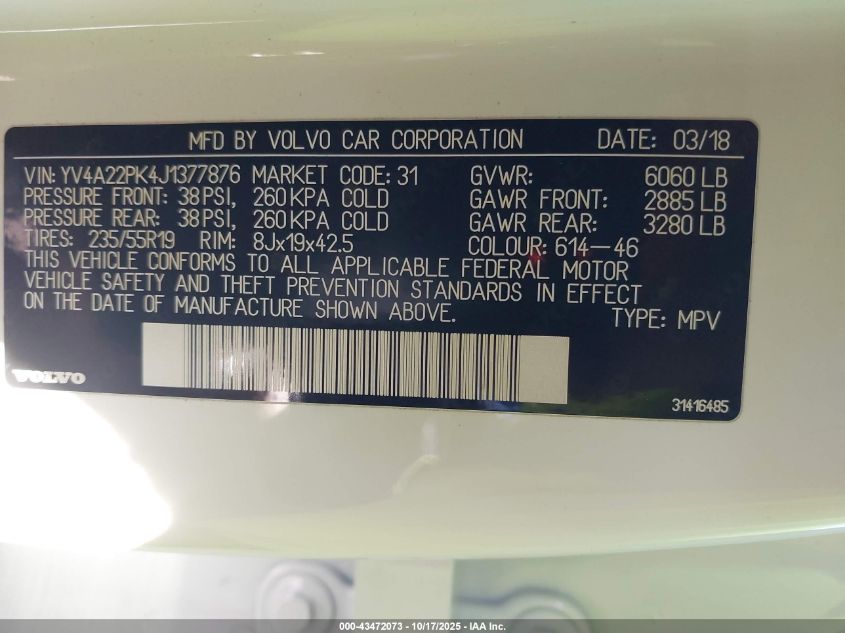 MFD BY VOLVO CAR CORPORATION DATE: 03/18
VIN: YV4A22PK4J1377876 MARKET CODE: 31 GVWR: 6060 LB
PRESSURE FRONT: 38 PSI, 260 KPA COLD GAWR FRONT: 2885 LB
PRESSURE REAR: 38 PSI, 260 KPA COLD GAWR REAR: 3280 LB
TIRES: 235/55R19 RIM: 8Jx19x42.5 COLOUR: 614-46
THIS VEHICLE CONFORMS TO ALL APPLICABLE FEDERAL MOTOR
VEHICLE SAFETY AND THEFT PREVENTION STANDARDS IN EFFECT
ON THE DATE OF MANUFACTURE SHOWN ABOVE. TYPE: MPV
VOLVO
31416485
000-43472073 | 10/17/2025 - IAA Inc.